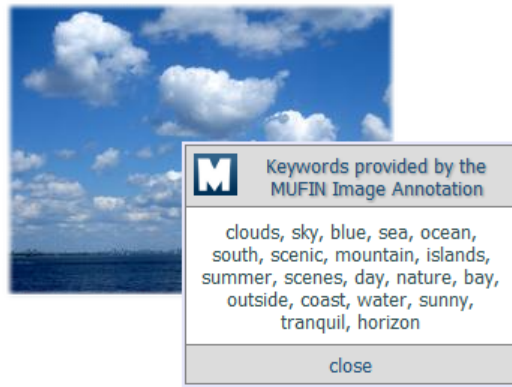 M
Keywords provided by the
MUFIN Image Annotation
clouds, sky, blue, sea, ocean,
south, scenic, mountain, islands,
summer, scenes, day, nature, bay,
outside, coast, water, sunny,
tranquil, horizon
close